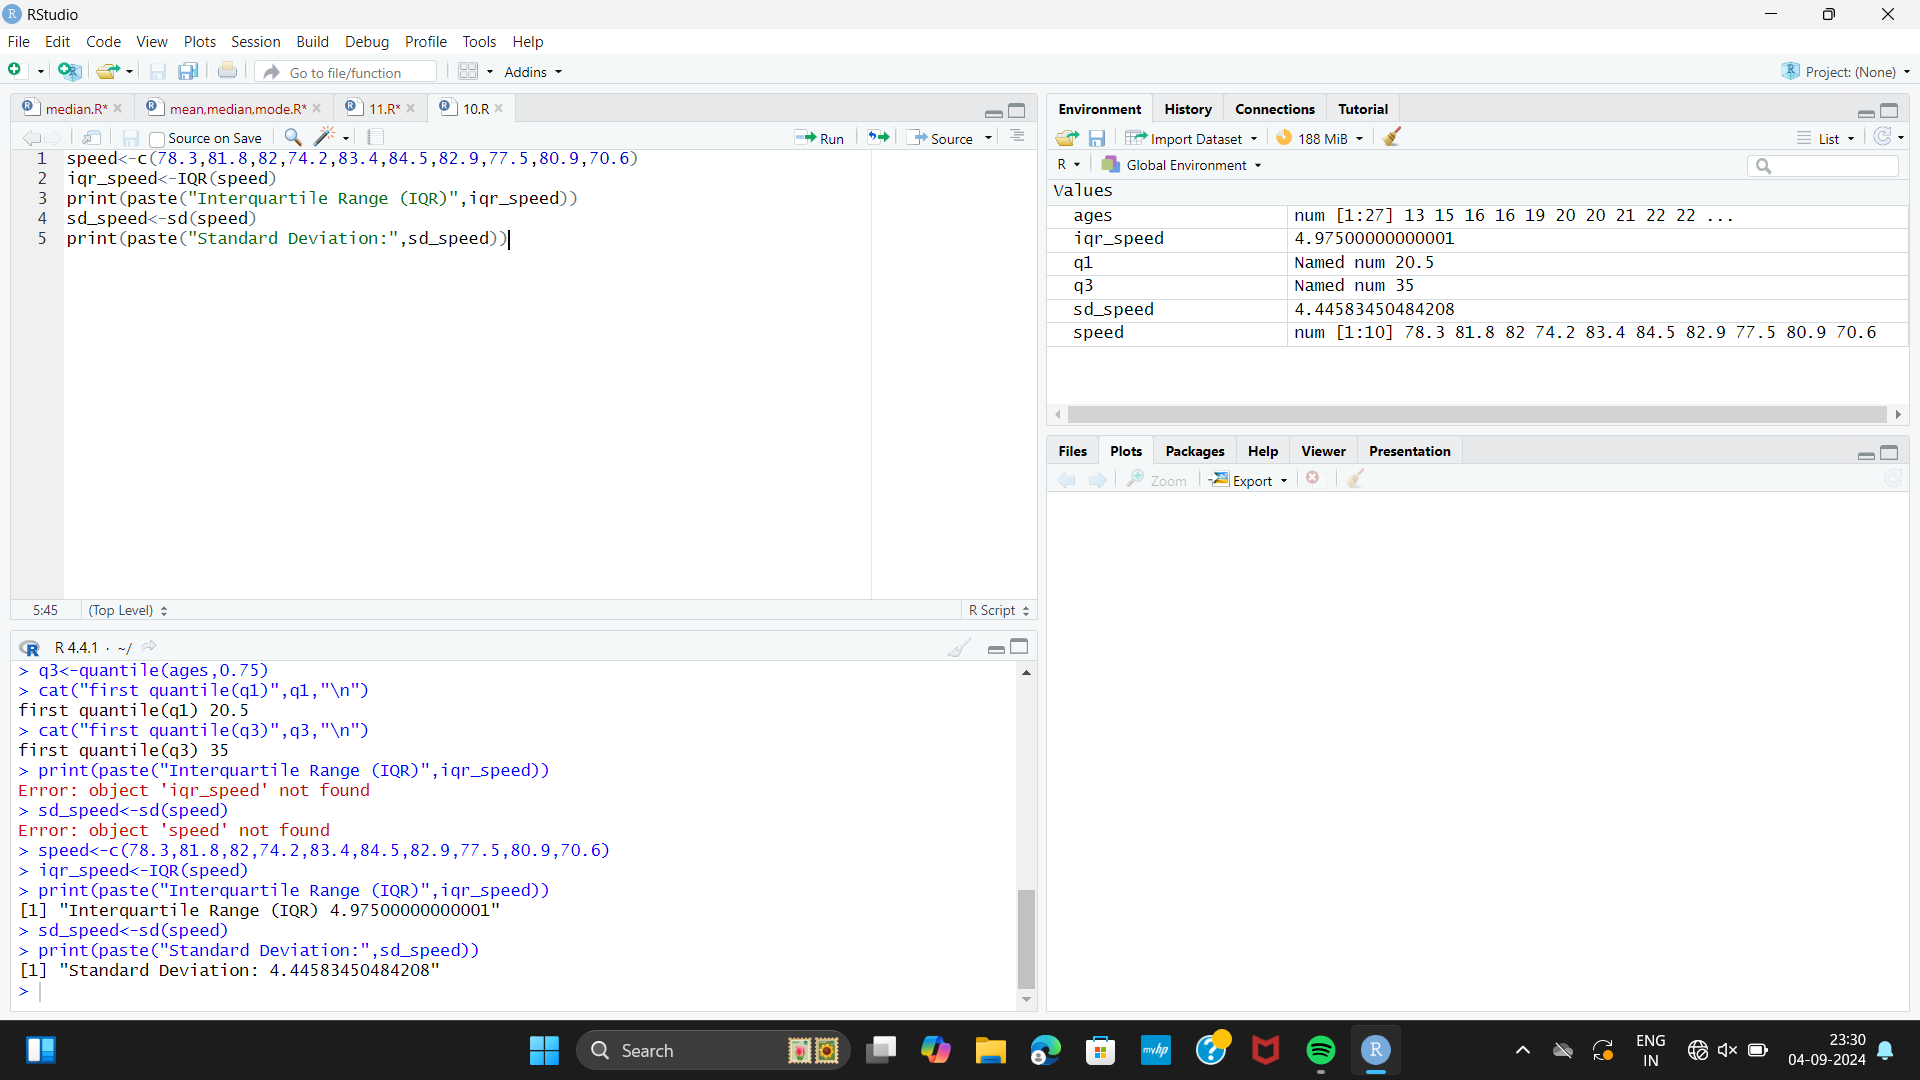 RStudio
File Edit Code View Plots Session Build Debug Profile Tools Help
Go to file/function Addins Project: (None)
median.R* mean,median,mode.R* 11.R* 10.R
Source on Save Run Source
1 speed<-c(78.3,81.8,82,74.2,83.4,84.5,82.9,77.5,80.9,70.6)
2 iqr_speed<-IQR(speed)
3 print(paste("Interquartile Range (IQR)",iqr_speed))
4 sd_speed<-sd(speed)
5 print(paste("Standard Deviation:",sd_speed))
5:45 (Top Level) R Script
R 4.4.1 · ~/
> q3<-quantile(ages,0.75)
> cat("first quantile(q1)",q1,"\n")
first quantile(q1) 20.5
> cat("first quantile(q3)",q3,"\n")
first quantile(q3) 35
> print(paste("Interquartile Range (IQR)",iqr_speed))
Error: object 'iqr_speed' not found
> sd_speed<-sd(speed)
Error: object 'speed' not found
> speed<-c(78.3,81.8,82,74.2,83.4,84.5,82.9,77.5,80.9,70.6)
> iqr_speed<-IQR(speed)
> print(paste("Interquartile Range (IQR)",iqr_speed))
[1] "Interquartile Range (IQR) 4.97500000000001"
> sd_speed<-sd(speed)
> print(paste("Standard Deviation:",sd_speed))
[1] "Standard Deviation: 4.44583450484208"
>
Environment History Connections Tutorial
Import Dataset 188 MiB List
R Global Environment
Values
ages num [1:27] 13 15 16 16 19 20 20 21 22 22 ...
iqr_speed 4.97500000000001
q1 Named num 20.5
q3 Named num 35
sd_speed 4.44583450484208
speed num [1:10] 78.3 81.8 82 74.2 83.4 84.5 82.9 77.5 80.9 70.6
Files Plots Packages Help Viewer Presentation
Zoom Export
Search
myhp
ENG
IN
23:30
04-09-2024